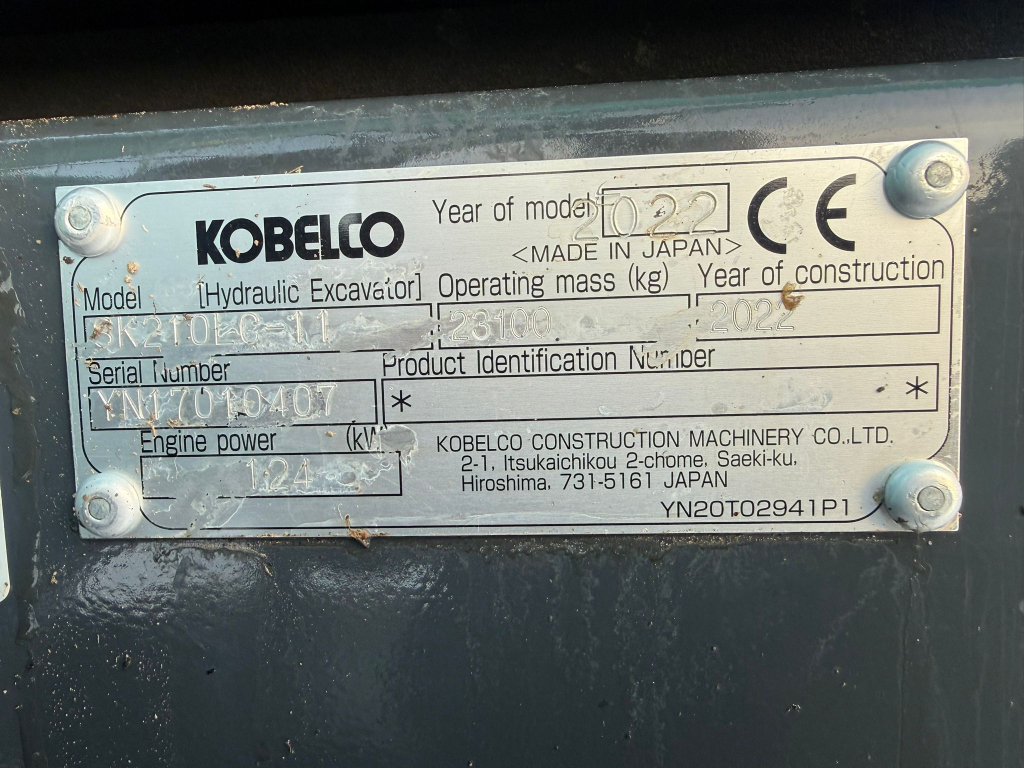 KOBELCO
Year of model 2022
<MADE IN JAPAN>
CE
Model [Hydraulic Excavator]
SK210LC-11
Operating mass (kg)
23100
Year of construction
2022
Serial Number
YN17010407
Product Identification Number
* *
Engine power (kW)
124
KOBELCO CONSTRUCTION MACHINERY CO.,LTD.
2-1, Itsukaichikou 2-chome, Saeki-ku,
Hiroshima, 731-5161 JAPAN
YN20T02941P1